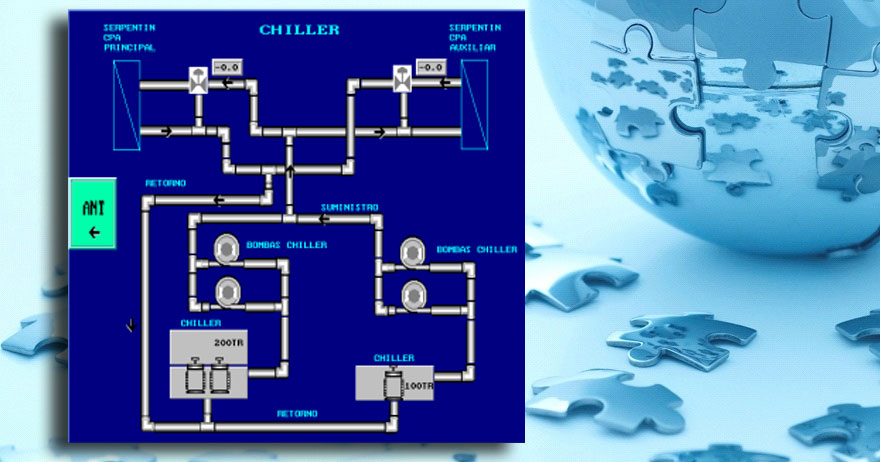 SERPENTIN
CPA
PRINCIPAL
CHILLER
SERPENTIN
CPA
AUXILIAR
-0.0
-0.0
RETORNO
ANT
SUMINISTRO
BOMBAS CHILLER
BOMBAS CHILLER
CHILLER
200TR
CHILLER
100TR
RETORNO